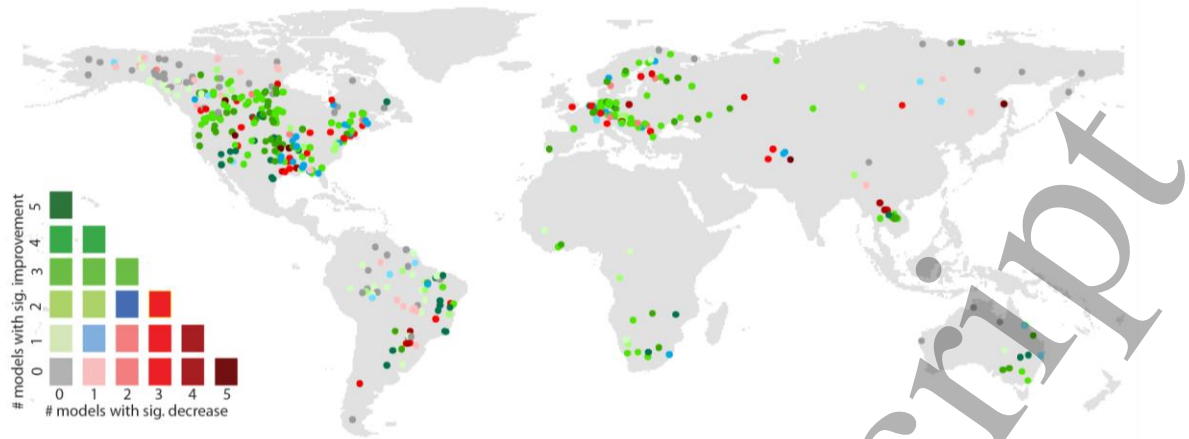 # models with sig. improvement
5
4
3
2
1
0
0 1 2 3 4 5
# models with sig. decrease
ript